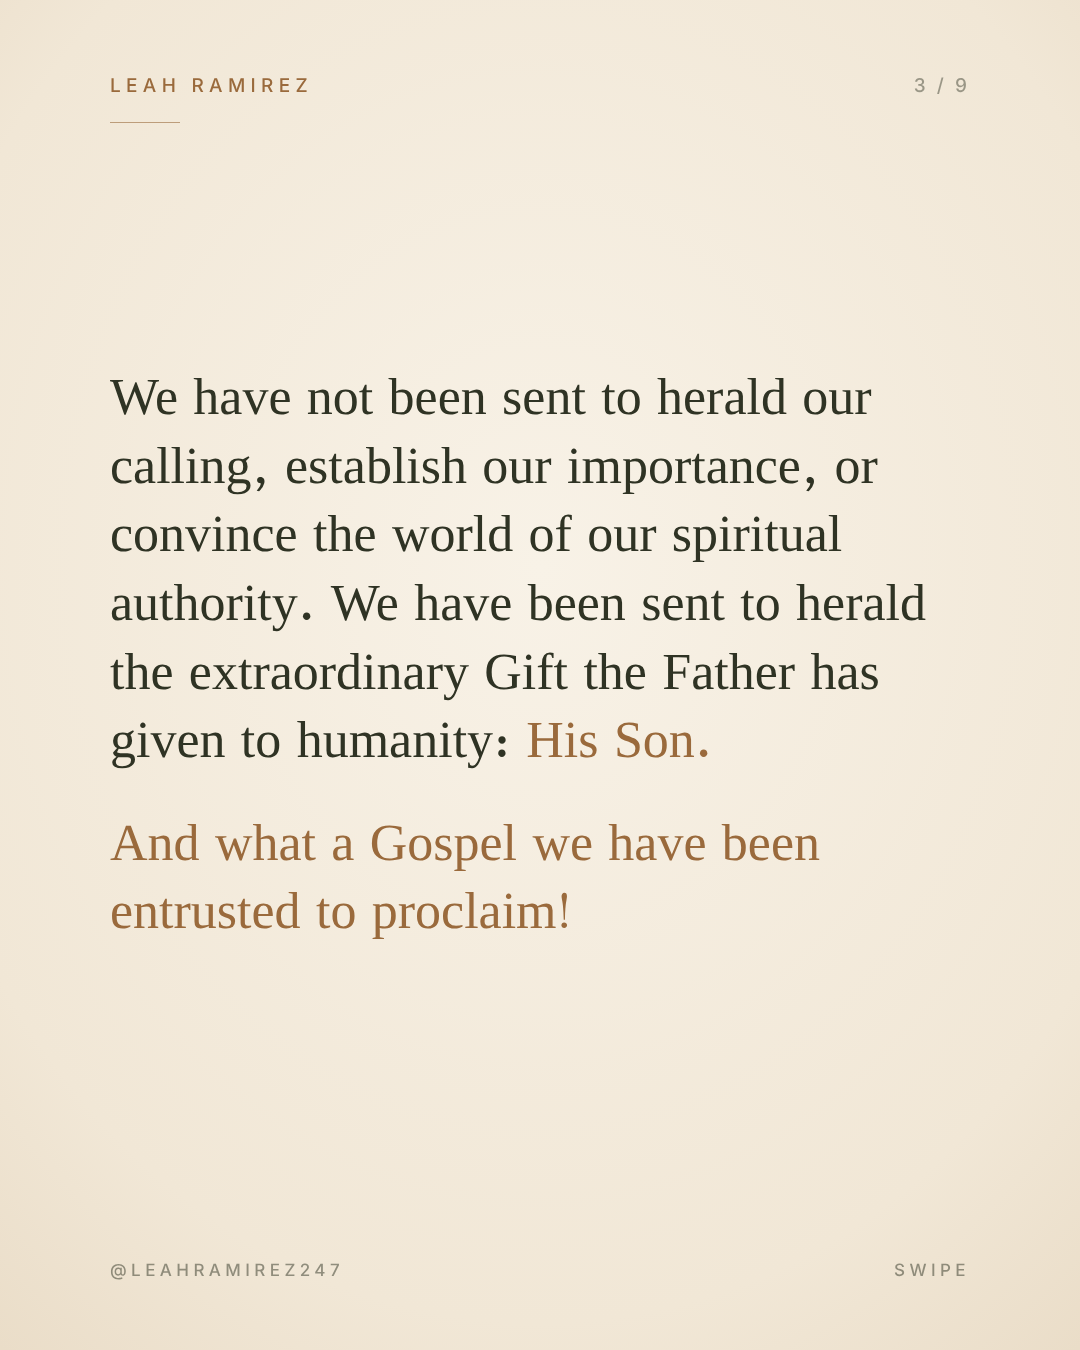 LEAH RAMIREZ
3 / 9
We have not been sent to herald our
calling, establish our importance, or
convince the world of our spiritual
authority. We have been sent to herald
the extraordinary Gift the Father has
given to humanity: His Son.
And what a Gospel we have been
entrusted to proclaim!
@LEAHRAMIREZ247
SWIPE